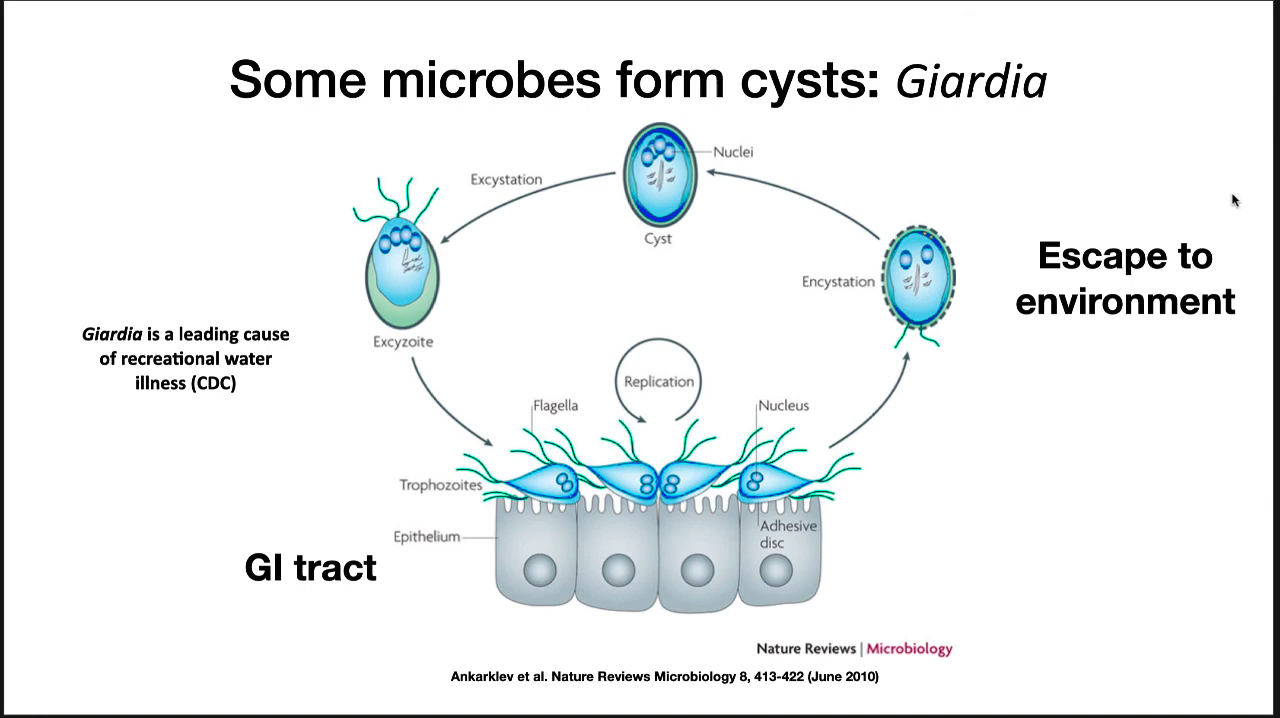 Some microbes form cysts: Giardia
Nuclei
Excystation
Cyst
Encystation
Escape to
environment
Excyzoite
Giardia is a leading cause
of recreational water
illness (CDC)
Replication
Flagella
Nucleus
Trophozoites
Epithelium
Adhesive
disc
GI tract
Nature Reviews | Microbiology
Ankarklev et al. Nature Reviews Microbiology 8, 413-422 (June 2010)